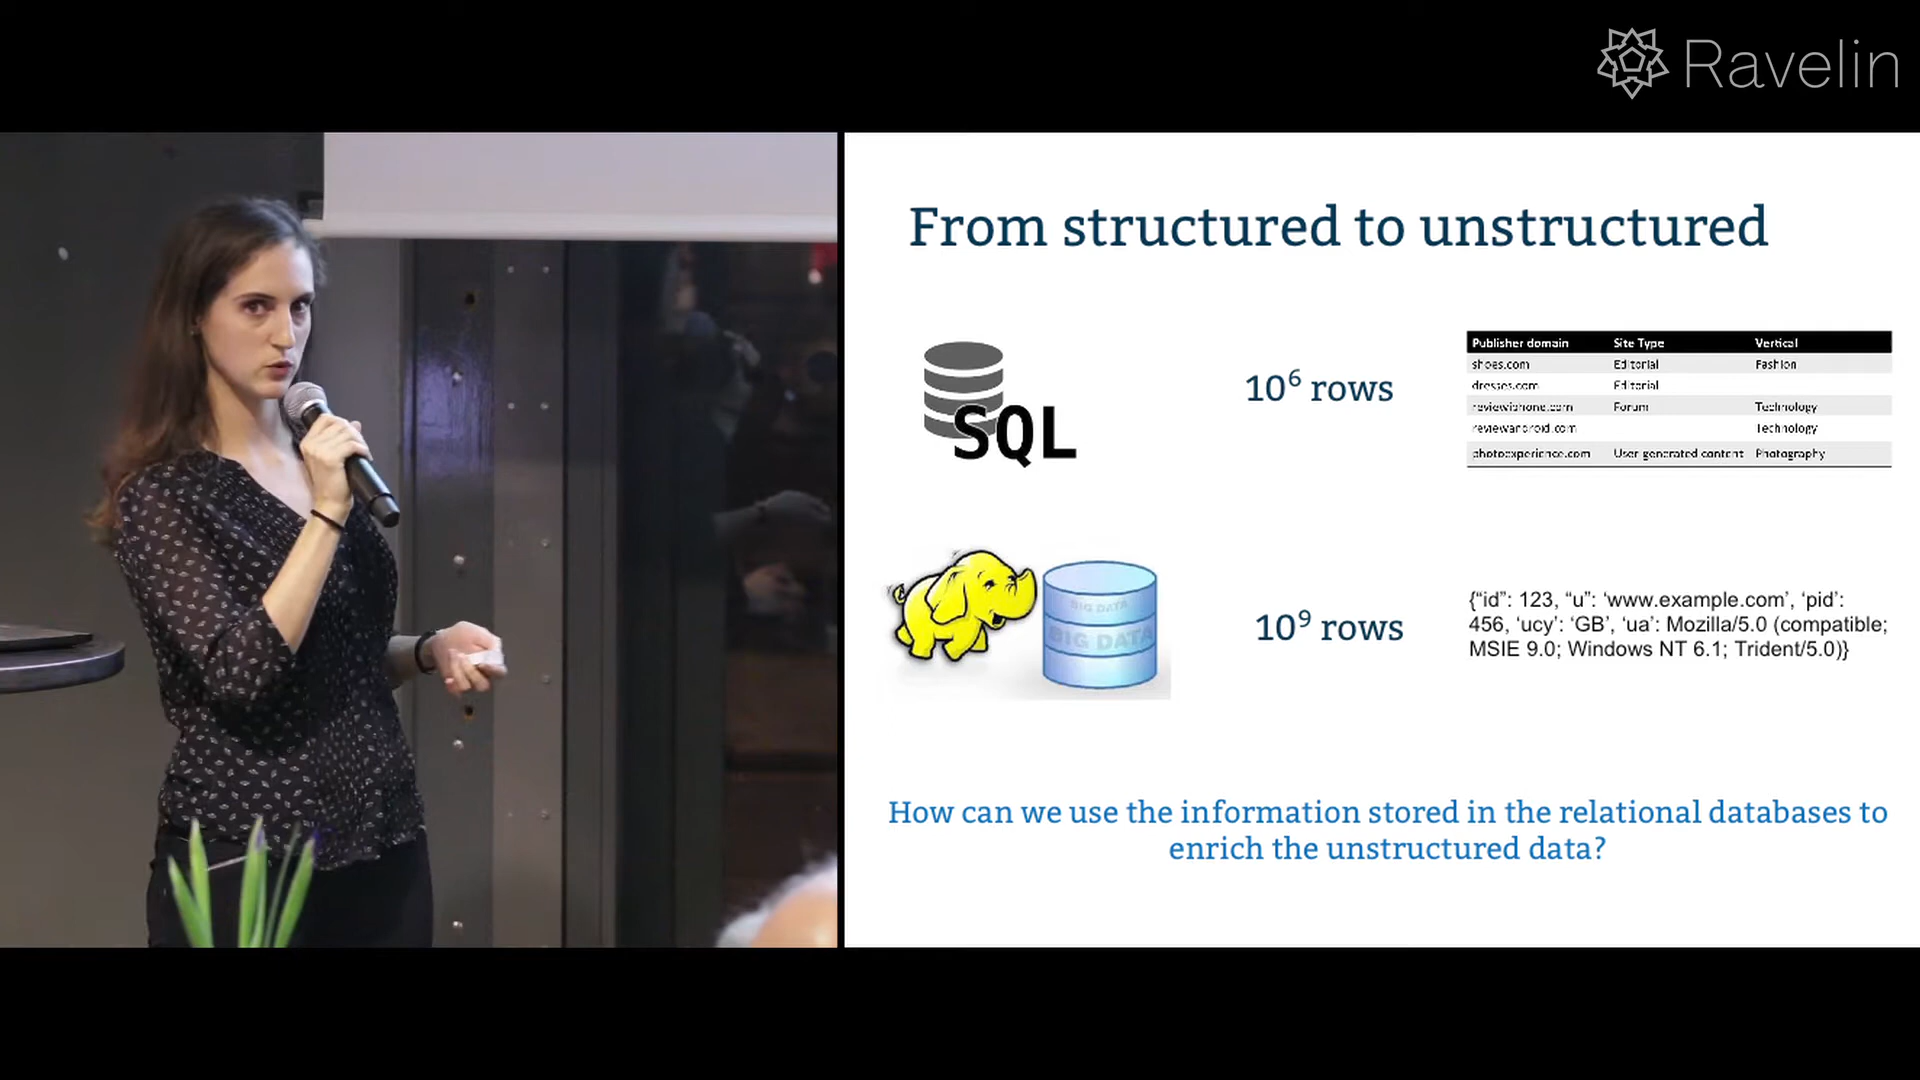 Ravelin
From structured to unstructured
SQL
10⁶ rows
Publisher domain Site Type Vertical
shoes.com Editorial Fashion
dresses.com Editorial
reviewiphone.com Forum Technology
reviewandroid.com Technology
photoexperience.com User generated content Photography
BIG DATA
BIG DATA
10⁹ rows
{“id”: 123, “u”: ‘www.example.com’, ‘pid’:
456, ‘ucy’: ‘GB’, ‘ua’: Mozilla/5.0 (compatible;
MSIE 9.0; Windows NT 6.1; Trident/5.0)}
How can we use the information stored in the relational databases to
enrich the unstructured data?